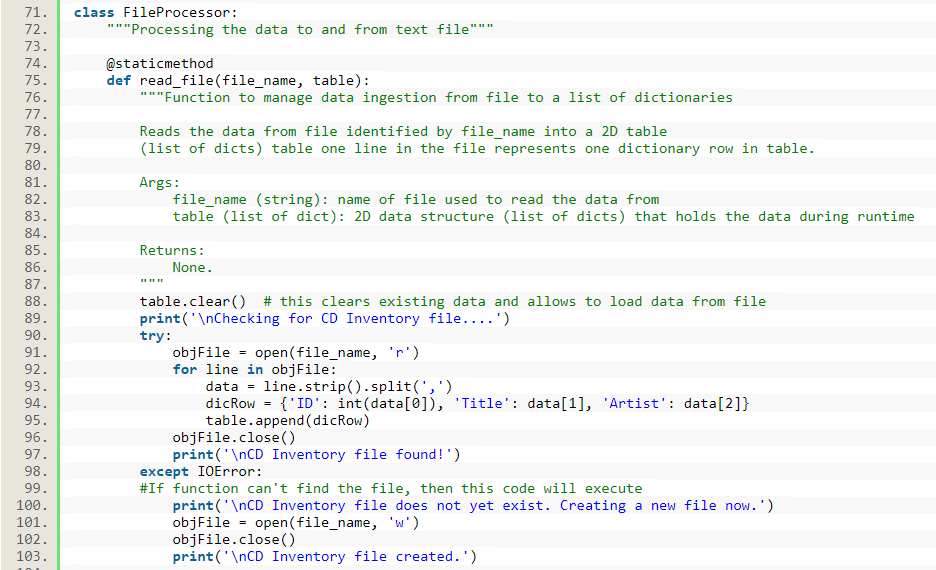 71. class FileProcessor:
72.     """Processing the data to and from text file"""
73.
74.     @staticmethod
75.     def read_file(file_name, table):
76.         """Function to manage data ingestion from file to a list of dictionaries
77.
78.         Reads the data from file identified by file_name into a 2D table
79.         (list of dicts) table one line in the file represents one dictionary row in table.
80.
81.         Args:
82.             file_name (string): name of file used to read the data from
83.             table (list of dict): 2D data structure (list of dicts) that holds the data during runtime
84.
85.         Returns:
86.             None.
87.         """
88.         table.clear()  # this clears existing data and allows to load data from file
89.         print('\nChecking for CD Inventory file....')
90.         try:
91.             objFile = open(file_name, 'r')
92.             for line in objFile:
93.                 data = line.strip().split(',')
94.                 dicRow = {'ID': int(data[0]), 'Title': data[1], 'Artist': data[2]}
95.                 table.append(dicRow)
96.             objFile.close()
97.             print('\nCD Inventory file found!')
98.         except IOError:
99.         #If function can't find the file, then this code will execute
100.             print('\nCD Inventory file does not yet exist. Creating a new file now.')
101.             objFile = open(file_name, 'w')
102.             objFile.close()
103.             print('\nCD Inventory file created.')